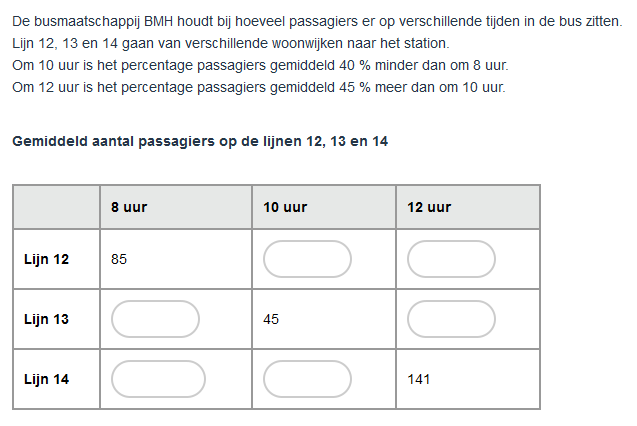 De busmaatschappij BMH houdt bij hoeveel passagiers er op verschillende tijden in de bus zitten.
Lijn 12, 13 en 14 gaan van verschillende woonwijken naar het station.
Om 10 uur is het percentage passagiers gemiddeld 40 % minder dan om 8 uur.
Om 12 uur is het percentage passagiers gemiddeld 45 % meer dan om 10 uur.
Gemiddeld aantal passagiers op de lijnen 12, 13 en 14
8 uur 10 uur 12 uur
Lijn 12 85
Lijn 13 45
Lijn 14 141